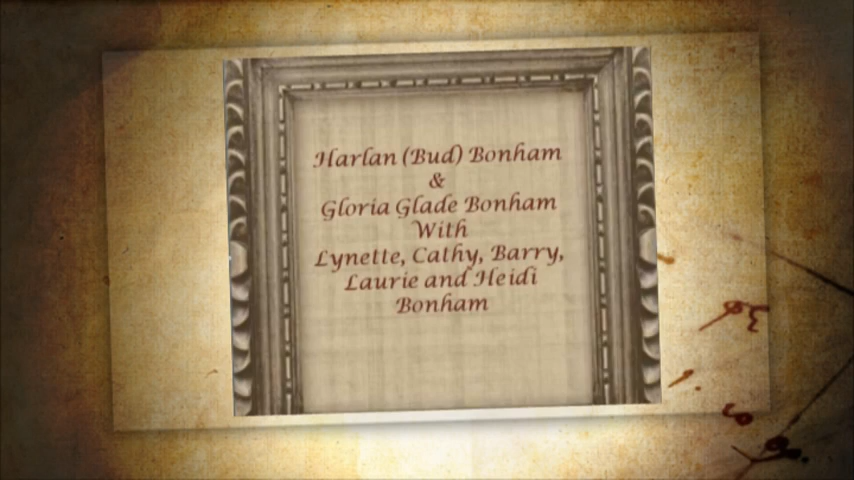 Harlan (Bud) Bonham
&
Gloria Glade Bonham
With
Lynette, Cathy, Barry,
Laurie and Heidi
Bonham